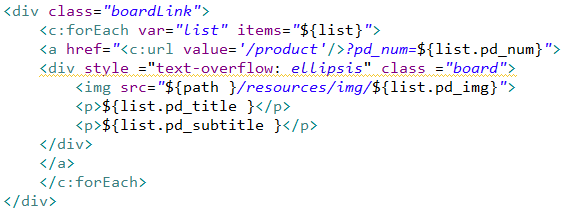 <div class="boardLink">
<c:forEach var="list" items="${list}">
<a href="<c:url value='/product'/>?pd_num=${list.pd_num}">
<div style ="text-overflow: ellipsis" class ="board">
<img src="${path }/resources/img/${list.pd_img}">
<p>${list.pd_title }</p>
<p>${list.pd_subtitle }</p>
</div>
</a>
</c:forEach>
</div>